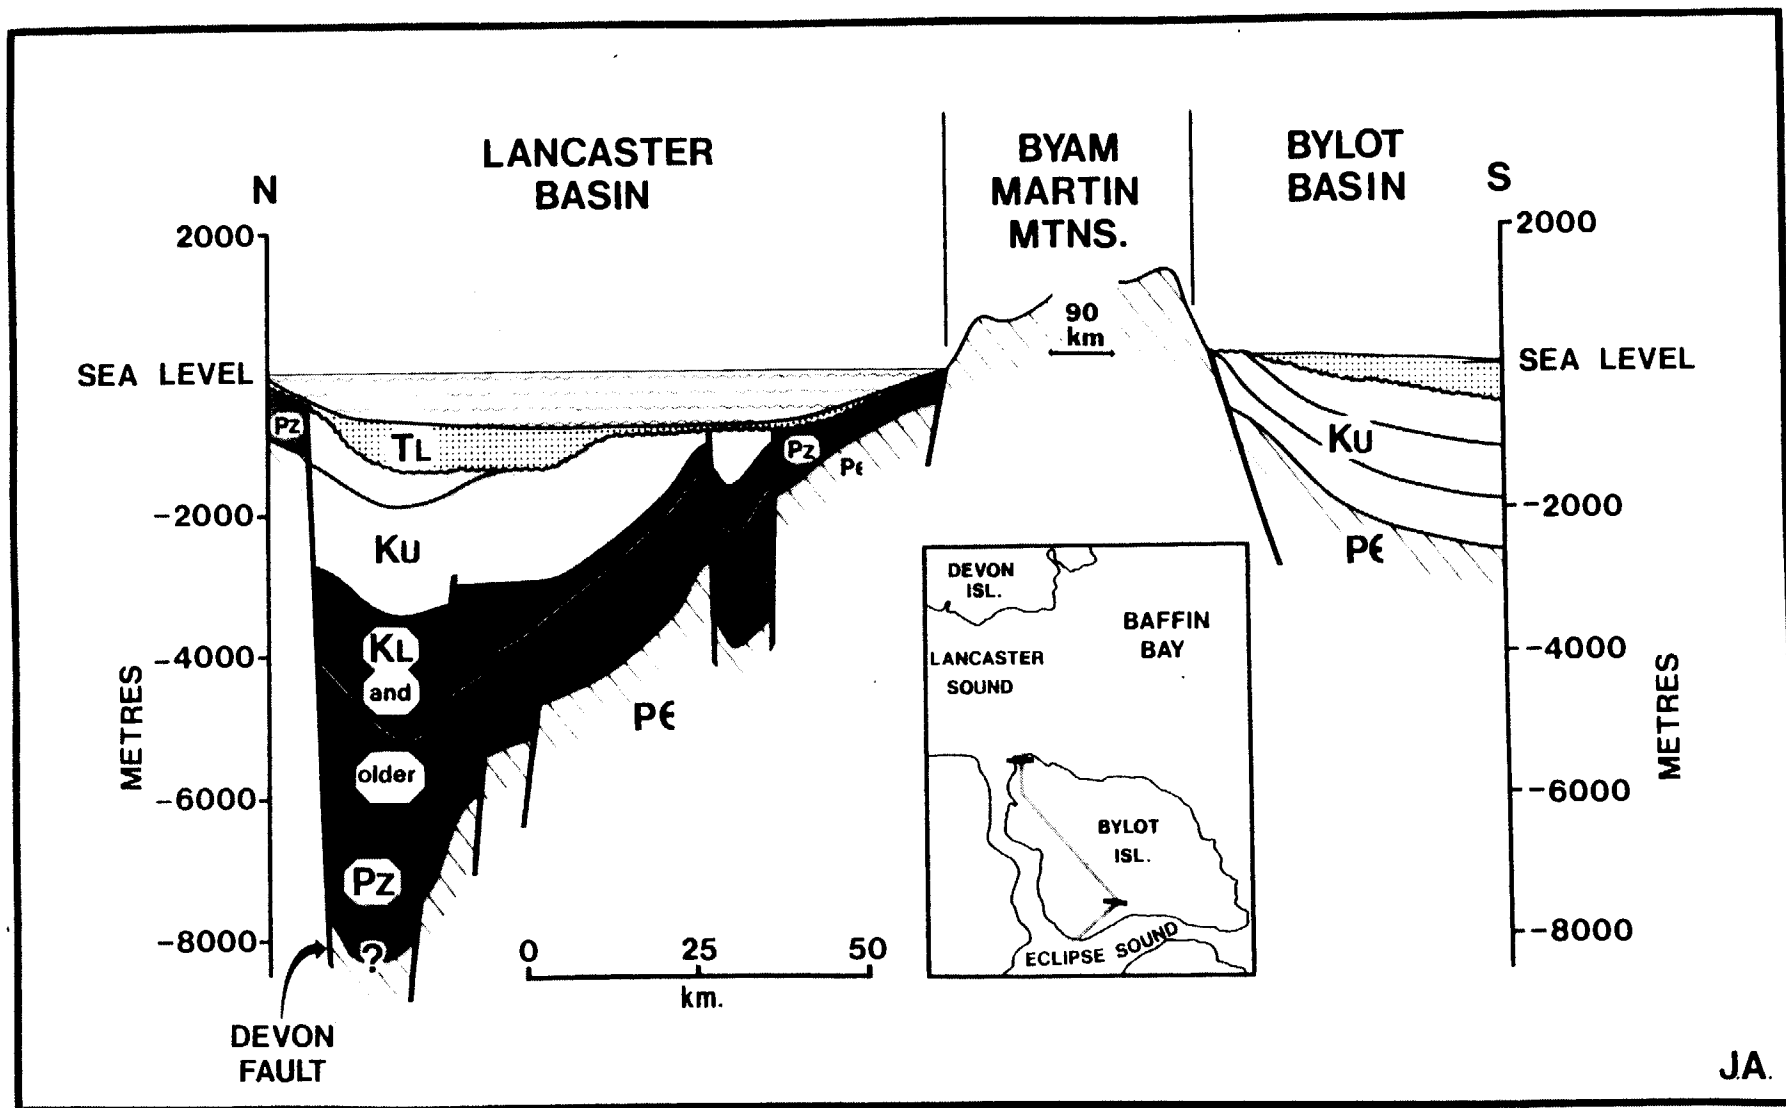 LANCASTER
BASIN
BYAM
MARTIN
MTNS.
BYLOT
BASIN
N
S
2000
2000
90
km
SEA LEVEL
SEA LEVEL
Pz
TL
Pz
PЄ
Ku
-2000
-2000
Ku
PЄ
KL
and
older
Pz
?
PЄ
-4000
-4000
METRES
METRES
-6000
-6000
-8000
-8000
0 25 50
km.
DEVON
FAULT
DEVON
ISL.
BAFFIN
BAY
LANCASTER
SOUND
BYLOT
ISL.
ECLIPSE SOUND
J.A.